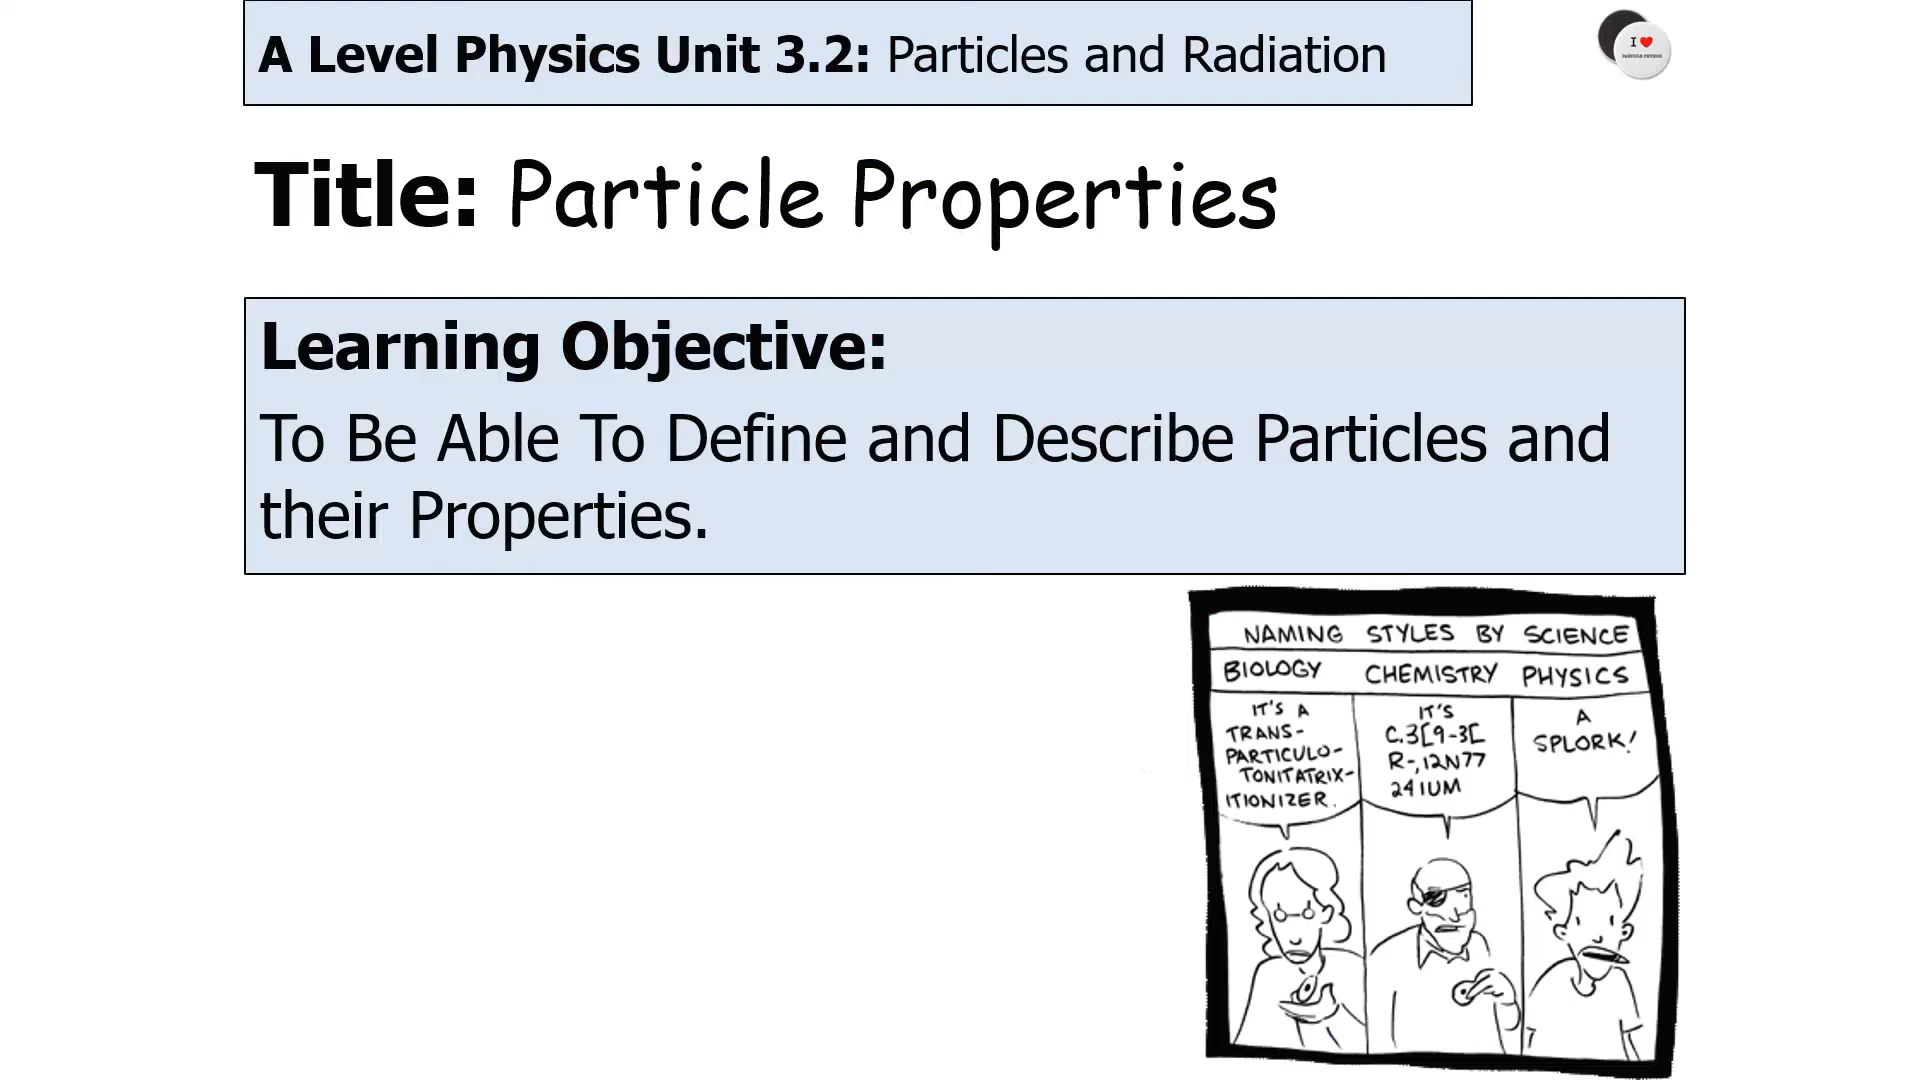 A Level Physics Unit 3.2: Particles and Radiation
I ♥
PARTICLE PHYSICS
Title: Particle Properties
Learning Objective:
To Be Able To Define and Describe Particles and
their Properties.
NAMING STYLES BY SCIENCE
BIOLOGY CHEMISTRY PHYSICS
IT'S A
TRANS-
PARTICULO-
TONITATRIX-
ITIONIZER.
IT'S
C.3[9-3[
R-,12N77
241UM
A
SPLORK!